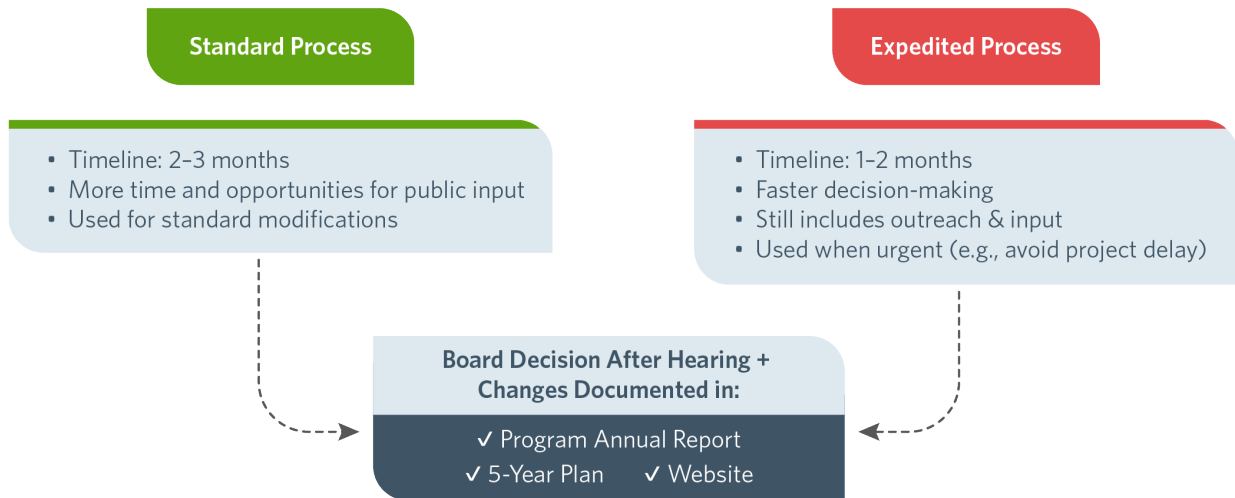 Standard Process
• Timeline: 2–3 months
• More time and opportunities for public input
• Used for standard modifications
Expedited Process
• Timeline: 1–2 months
• Faster decision-making
• Still includes outreach & input
• Used when urgent (e.g., avoid project delay)
Board Decision After Hearing +
Changes Documented in:
✓ Program Annual Report
✓ 5-Year Plan ✓ Website